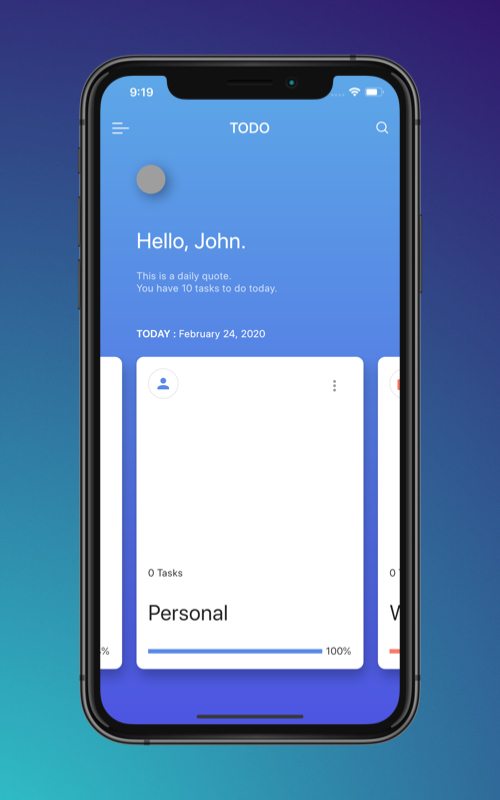 9:19
TODO
Hello, John.
This is a daily quote.
You have 10 tasks to do today.
TODAY : February 24, 2020
0 Tasks
0
Personal
W
100%
%